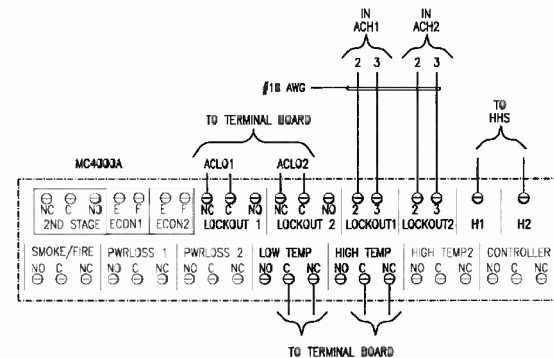 IN IN
ACH1 ACH2
2 3 2 3
#18 AWG
TO TERMINAL BOARD
TO
HHS
MC4000A
ACLO1 ACLO2
NC C NO E F E F NC C NO NC C NO 2 3 2 3
2ND STAGE ECON1 ECON2 LOCKOUT 1 LOCKOUT 2 LOCKOUT1 LOCKOUT2 H1 H2
SMOKE/FIRE PWRLOSS 1 PWRLOSS 2 LOW TEMP HIGH TEMP HIGH TEMP2 CONTROLLER
NO C NC NO C NC NO C NC NO C NC NO C NC NO C NC NO C NC
TO TERMINAL BOARD